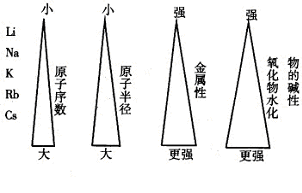 小 小 强 强
Li
Na
K
Rb
Cs
原子序数
原子半径
金属性
氧化物水化
物的碱性
大 大 更强 更强